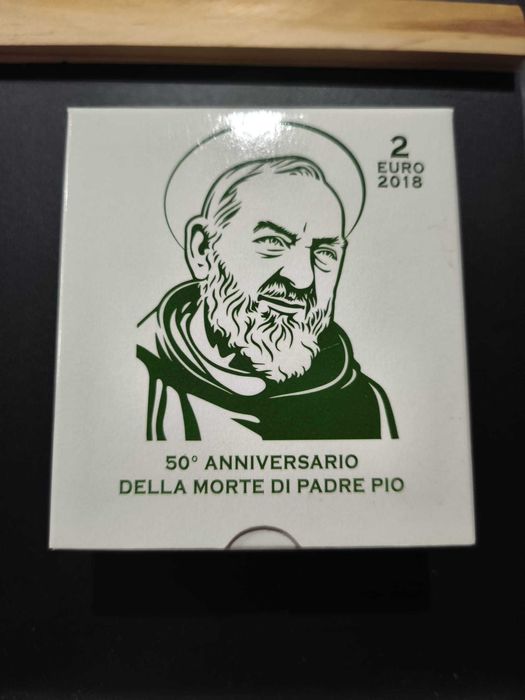 2
EURO
2018
50° ANNIVERSARIO
DELLA MORTE DI PADRE PIO